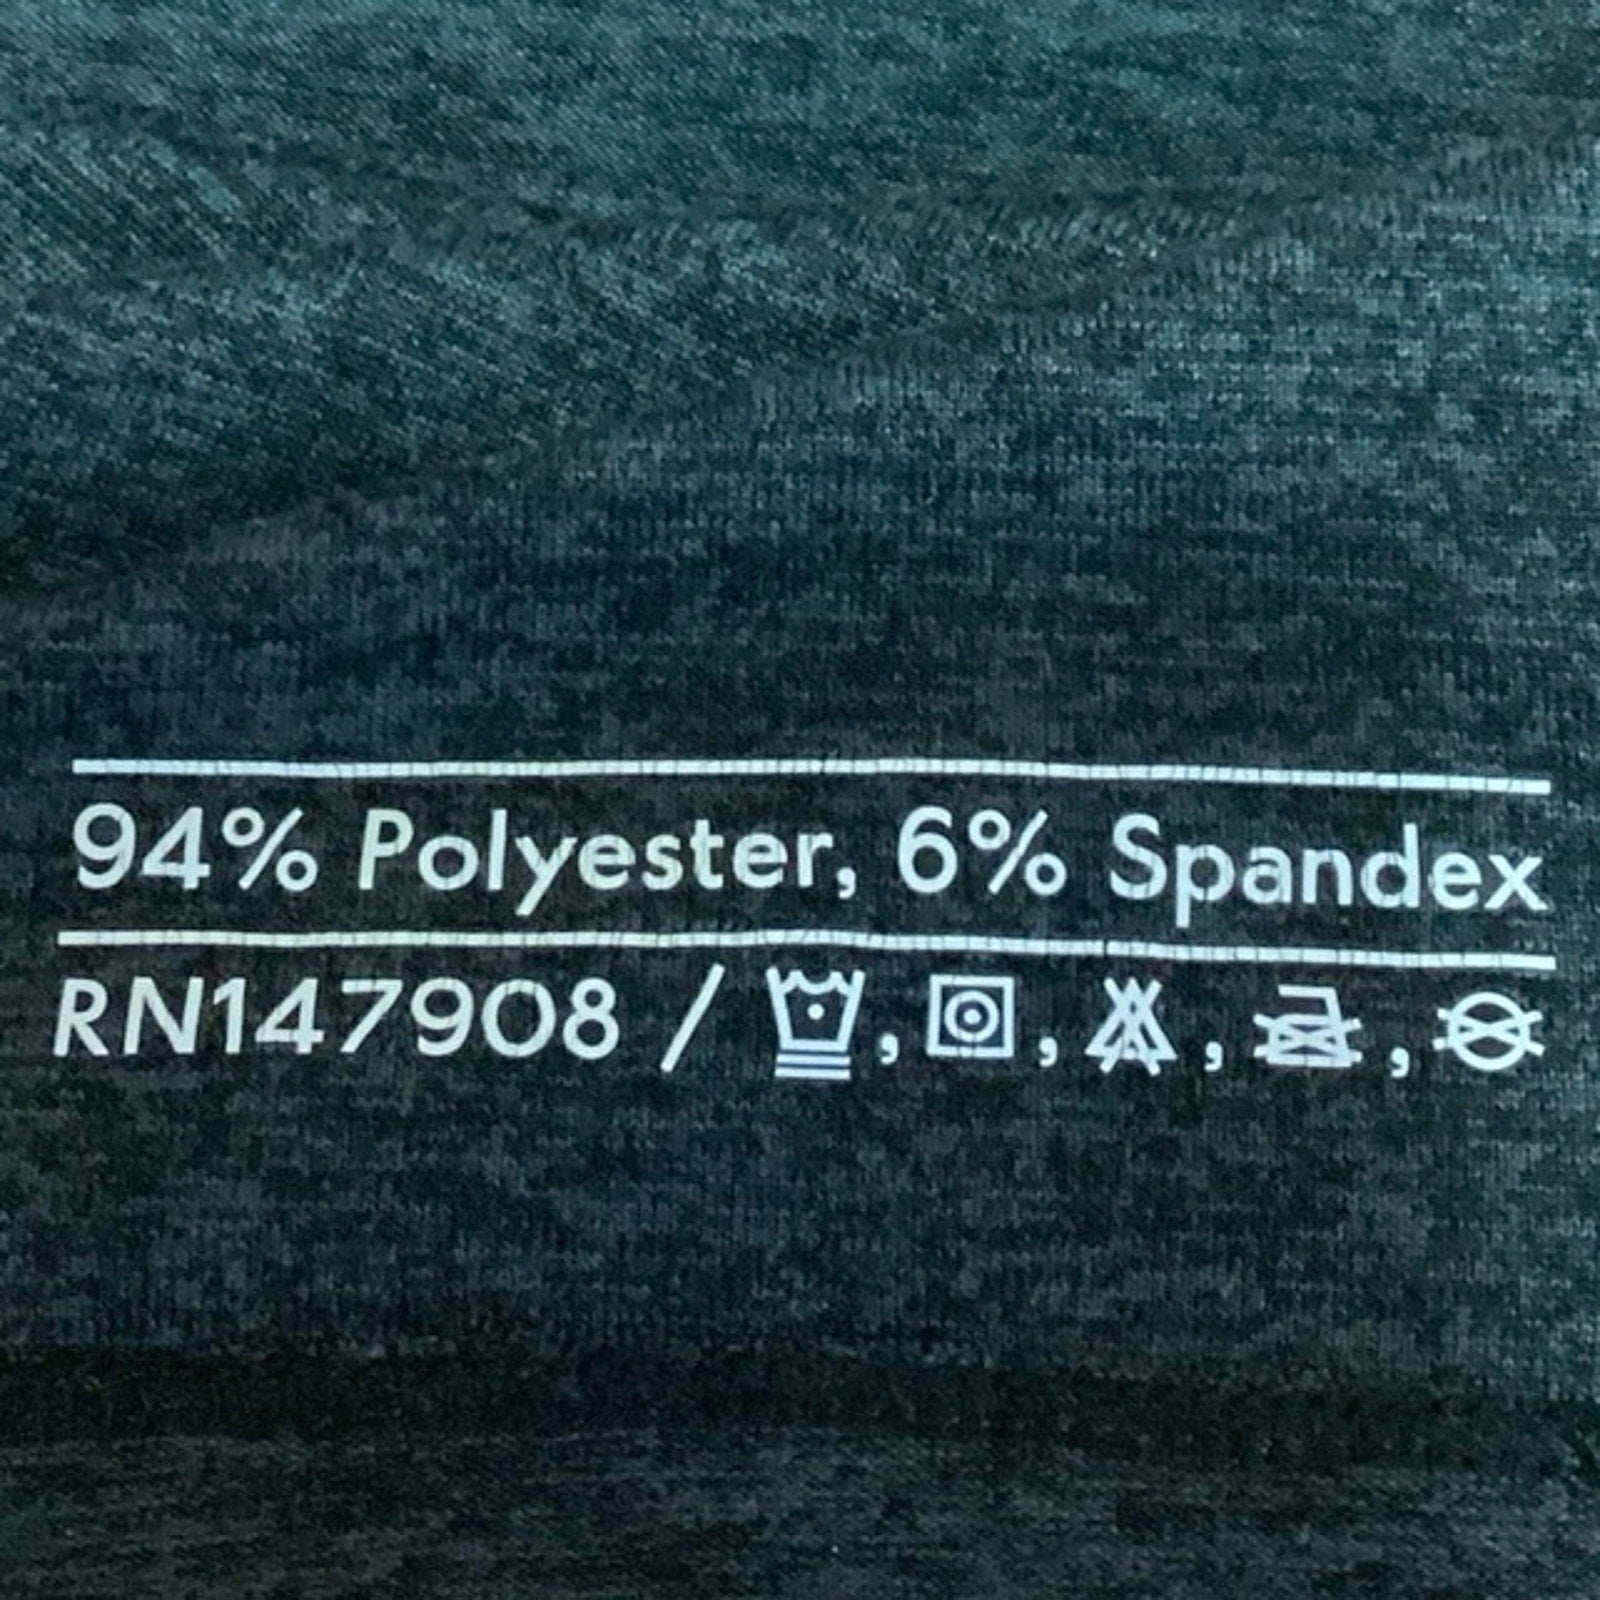 94% Polyester, 6% Spandex
RN147908 / , , , ,